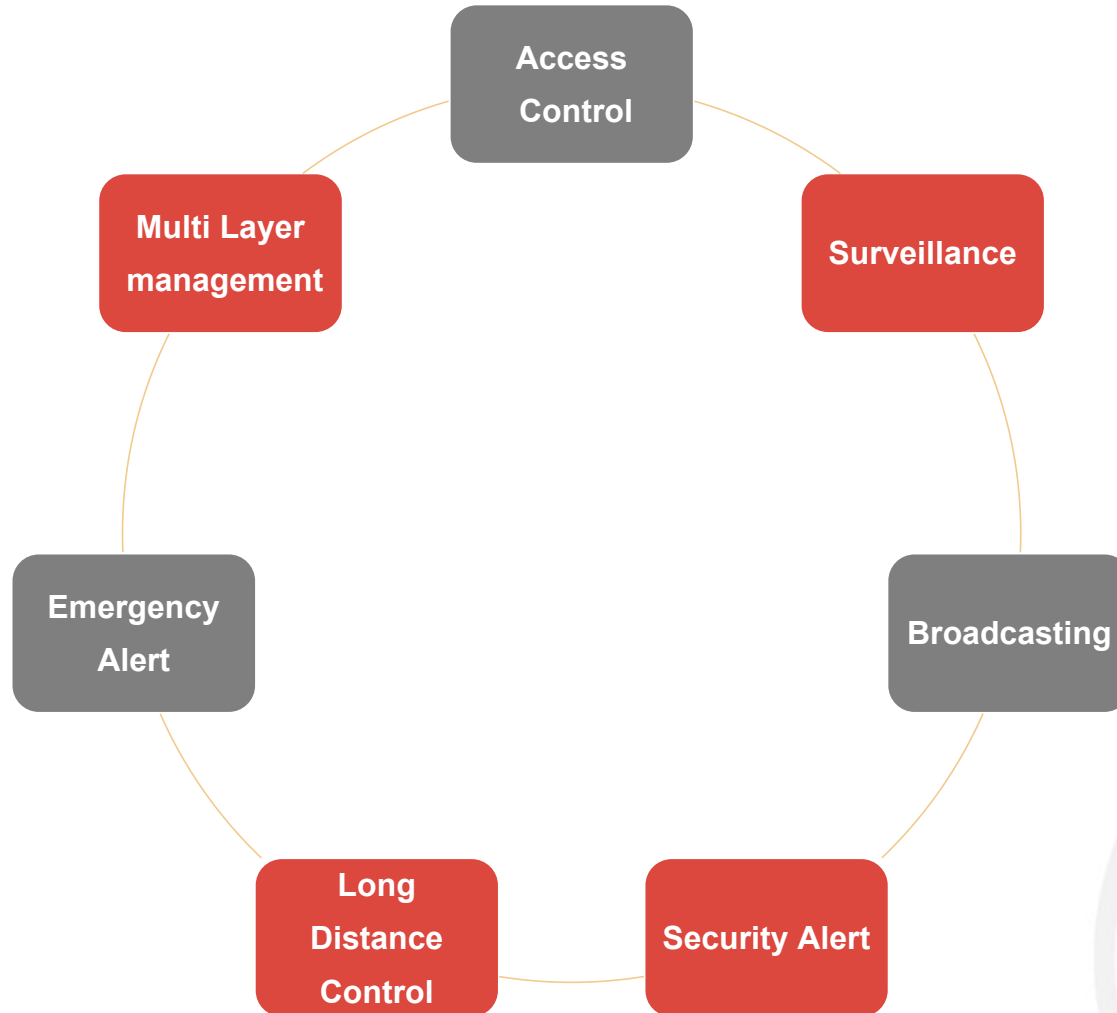 Access
Control
Multi Layer
management
Surveillance
Emergency
Alert
Broadcasting
Long
Distance
Control
Security Alert